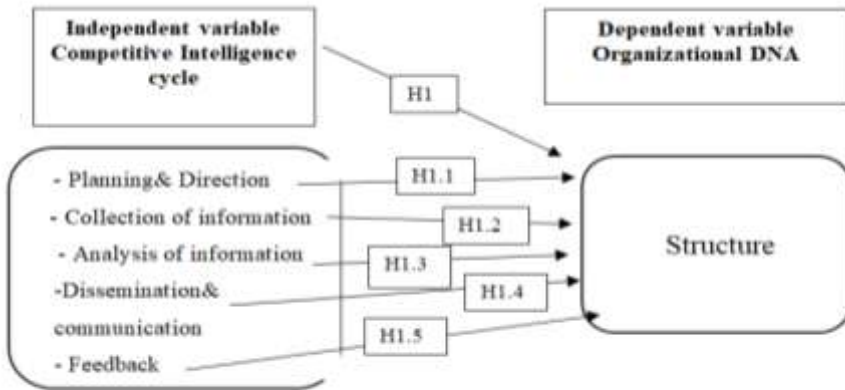 Independent variable
Competitive Intelligence
cycle
Dependent variable
Organizational DNA
H1
- Planning& Direction
H1.1
- Collection of information
H1.2
- Analysis of information
H1.3
-Dissemination&
communication
H1.4
- Feedback
H1.5
Structure